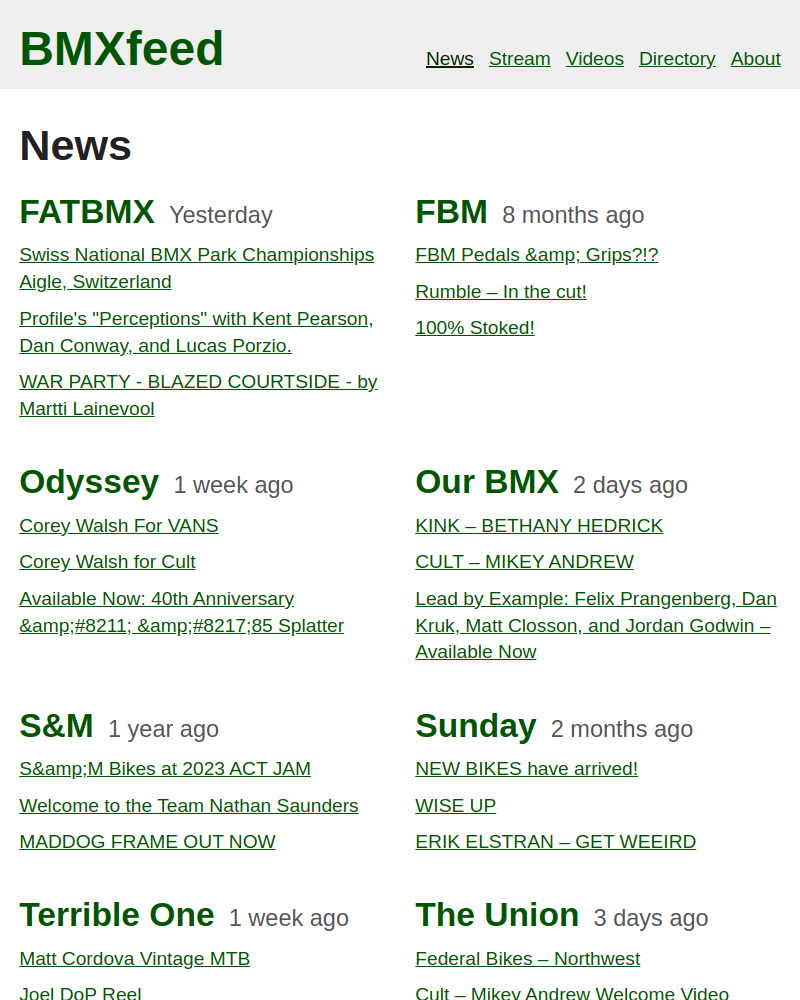 BMXfeed
News Stream Videos Directory About
News
FATBMX Yesterday
Swiss National BMX Park Championships
Aigle, Switzerland
Profile's "Perceptions" with Kent Pearson,
Dan Conway, and Lucas Porzio.
WAR PARTY - BLAZED COURTSIDE - by
Martti Lainevool
FBM 8 months ago
FBM Pedals &amp; Grips?!?
Rumble – In the cut!
100% Stoked!
Odyssey 1 week ago
Corey Walsh For VANS
Corey Walsh for Cult
Available Now: 40th Anniversary
&amp;#8211; &amp;#8217;85 Splatter
Our BMX 2 days ago
KINK – BETHANY HEDRICK
CULT – MIKEY ANDREW
Lead by Example: Felix Prangenberg, Dan
Kruk, Matt Closson, and Jordan Godwin –
Available Now
S&M 1 year ago
S&amp;M Bikes at 2023 ACT JAM
Welcome to the Team Nathan Saunders
MADDOG FRAME OUT NOW
Sunday 2 months ago
NEW BIKES have arrived!
WISE UP
ERIK ELSTRAN – GET WEEIRD
Terrible One 1 week ago
Matt Cordova Vintage MTB
Joel DoP Reel
The Union 3 days ago
Federal Bikes – Northwest
Cult – Mikey Andrew Welcome Video